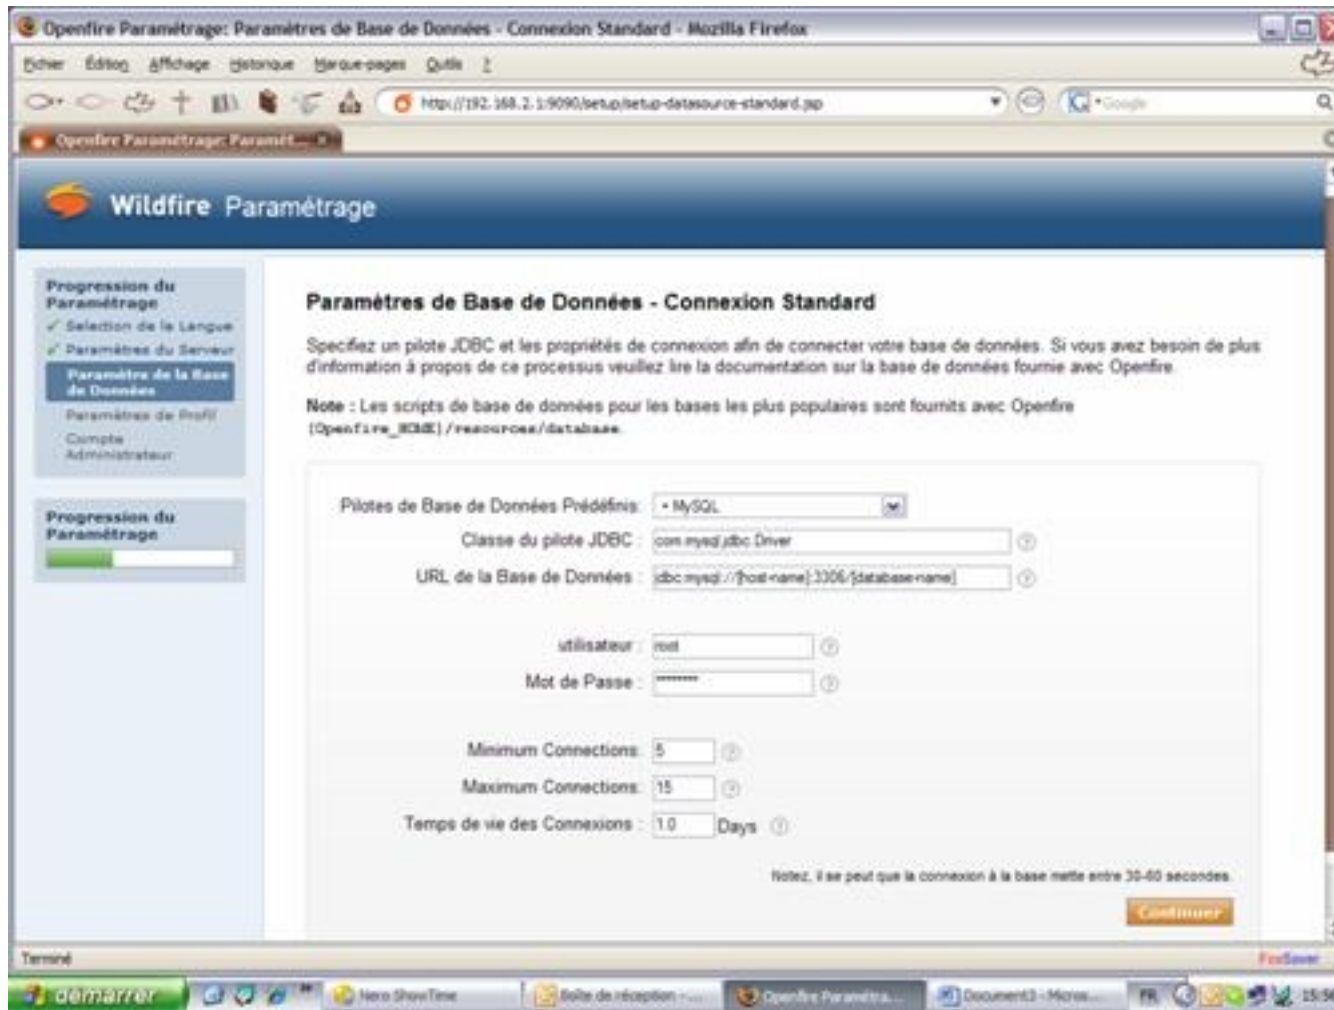 Openfire Paramétrage: Paramètres de Base de Données - Connexion Standard - Mozilla Firefox
Fichier Édition Affichage Historique Marque-pages Outils ?
http://192.168.2.1:9090/setup/setup-datasource-standard.jsp
Google
Openfire Paramétrage: Paramèt...
Wildfire Paramétrage
Progression du
Paramétrage
Selection de la Langue
Paramètres du Serveur
Paramètre de la Base
de Données
Paramètres de Profil
Compte
Administrateur
Progression du
Paramétrage
Paramètres de Base de Données - Connexion Standard
Specifiez un pilote JDBC et les propriétés de connexion afin de connecter votre base de données. Si vous avez besoin de plus
d'information à propos de ce processus veuillez lire la documentation sur la base de données fournie avec Openfire.
Note : Les scripts de base de données pour les bases les plus populaires sont fournits avec Openfire
[Openfire_HOME]/resources/database.
Pilotes de Base de Données Prédéfinis: • MySQL
Classe du pilote JDBC : com.mysql.jdbc.Driver
URL de la Base de Données : jdbc:mysql://[host-name]:3306/[database-name]
utilisateur : root
Mot de Passe : ********
Minimum Connections: 5
Maximum Connections: 15
Temps de vie des Connexions : 1.0 Days
Notez, il se peut que la connexion à la base mette entre 30-60 secondes.
Continuer
Terminé
FoxSaver
démarrer
Nero ShowTime
Boîte de réception - ...
Openfire Paramétra...
Document3 - Micros...
FR
15:56